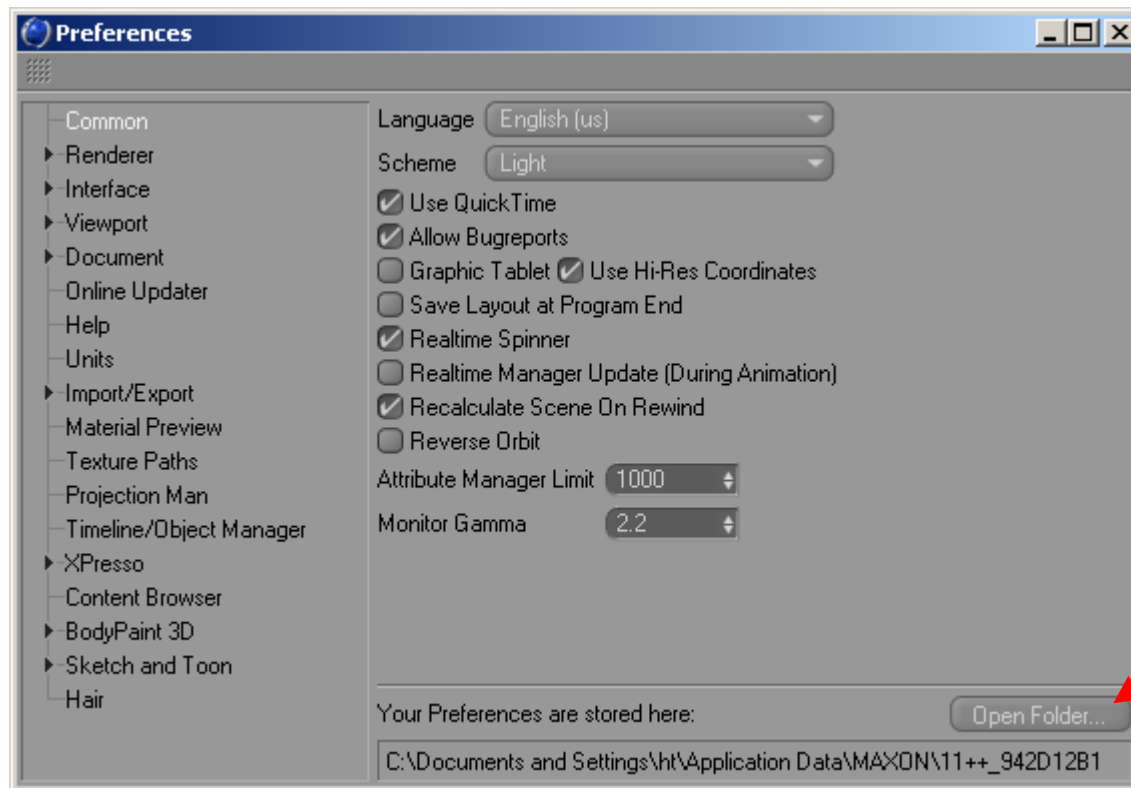 Preferences
Common
Renderer
Interface
Viewport
Document
Online Updater
Help
Units
Import/Export
Material Preview
Texture Paths
Projection Man
Timeline/Object Manager
XPresso
Content Browser
BodyPaint 3D
Sketch and Toon
Hair
Language English (us)
Scheme Light
Use QuickTime
Allow Bugreports
Graphic Tablet Use Hi-Res Coordinates
Save Layout at Program End
Realtime Spinner
Realtime Manager Update (During Animation)
Recalculate Scene On Rewind
Reverse Orbit
Attribute Manager Limit 1000
Monitor Gamma 2.2
Your Preferences are stored here: Open Folder...
C:\Documents and Settings\ht\Application Data\MAXON\11++_942D12B1